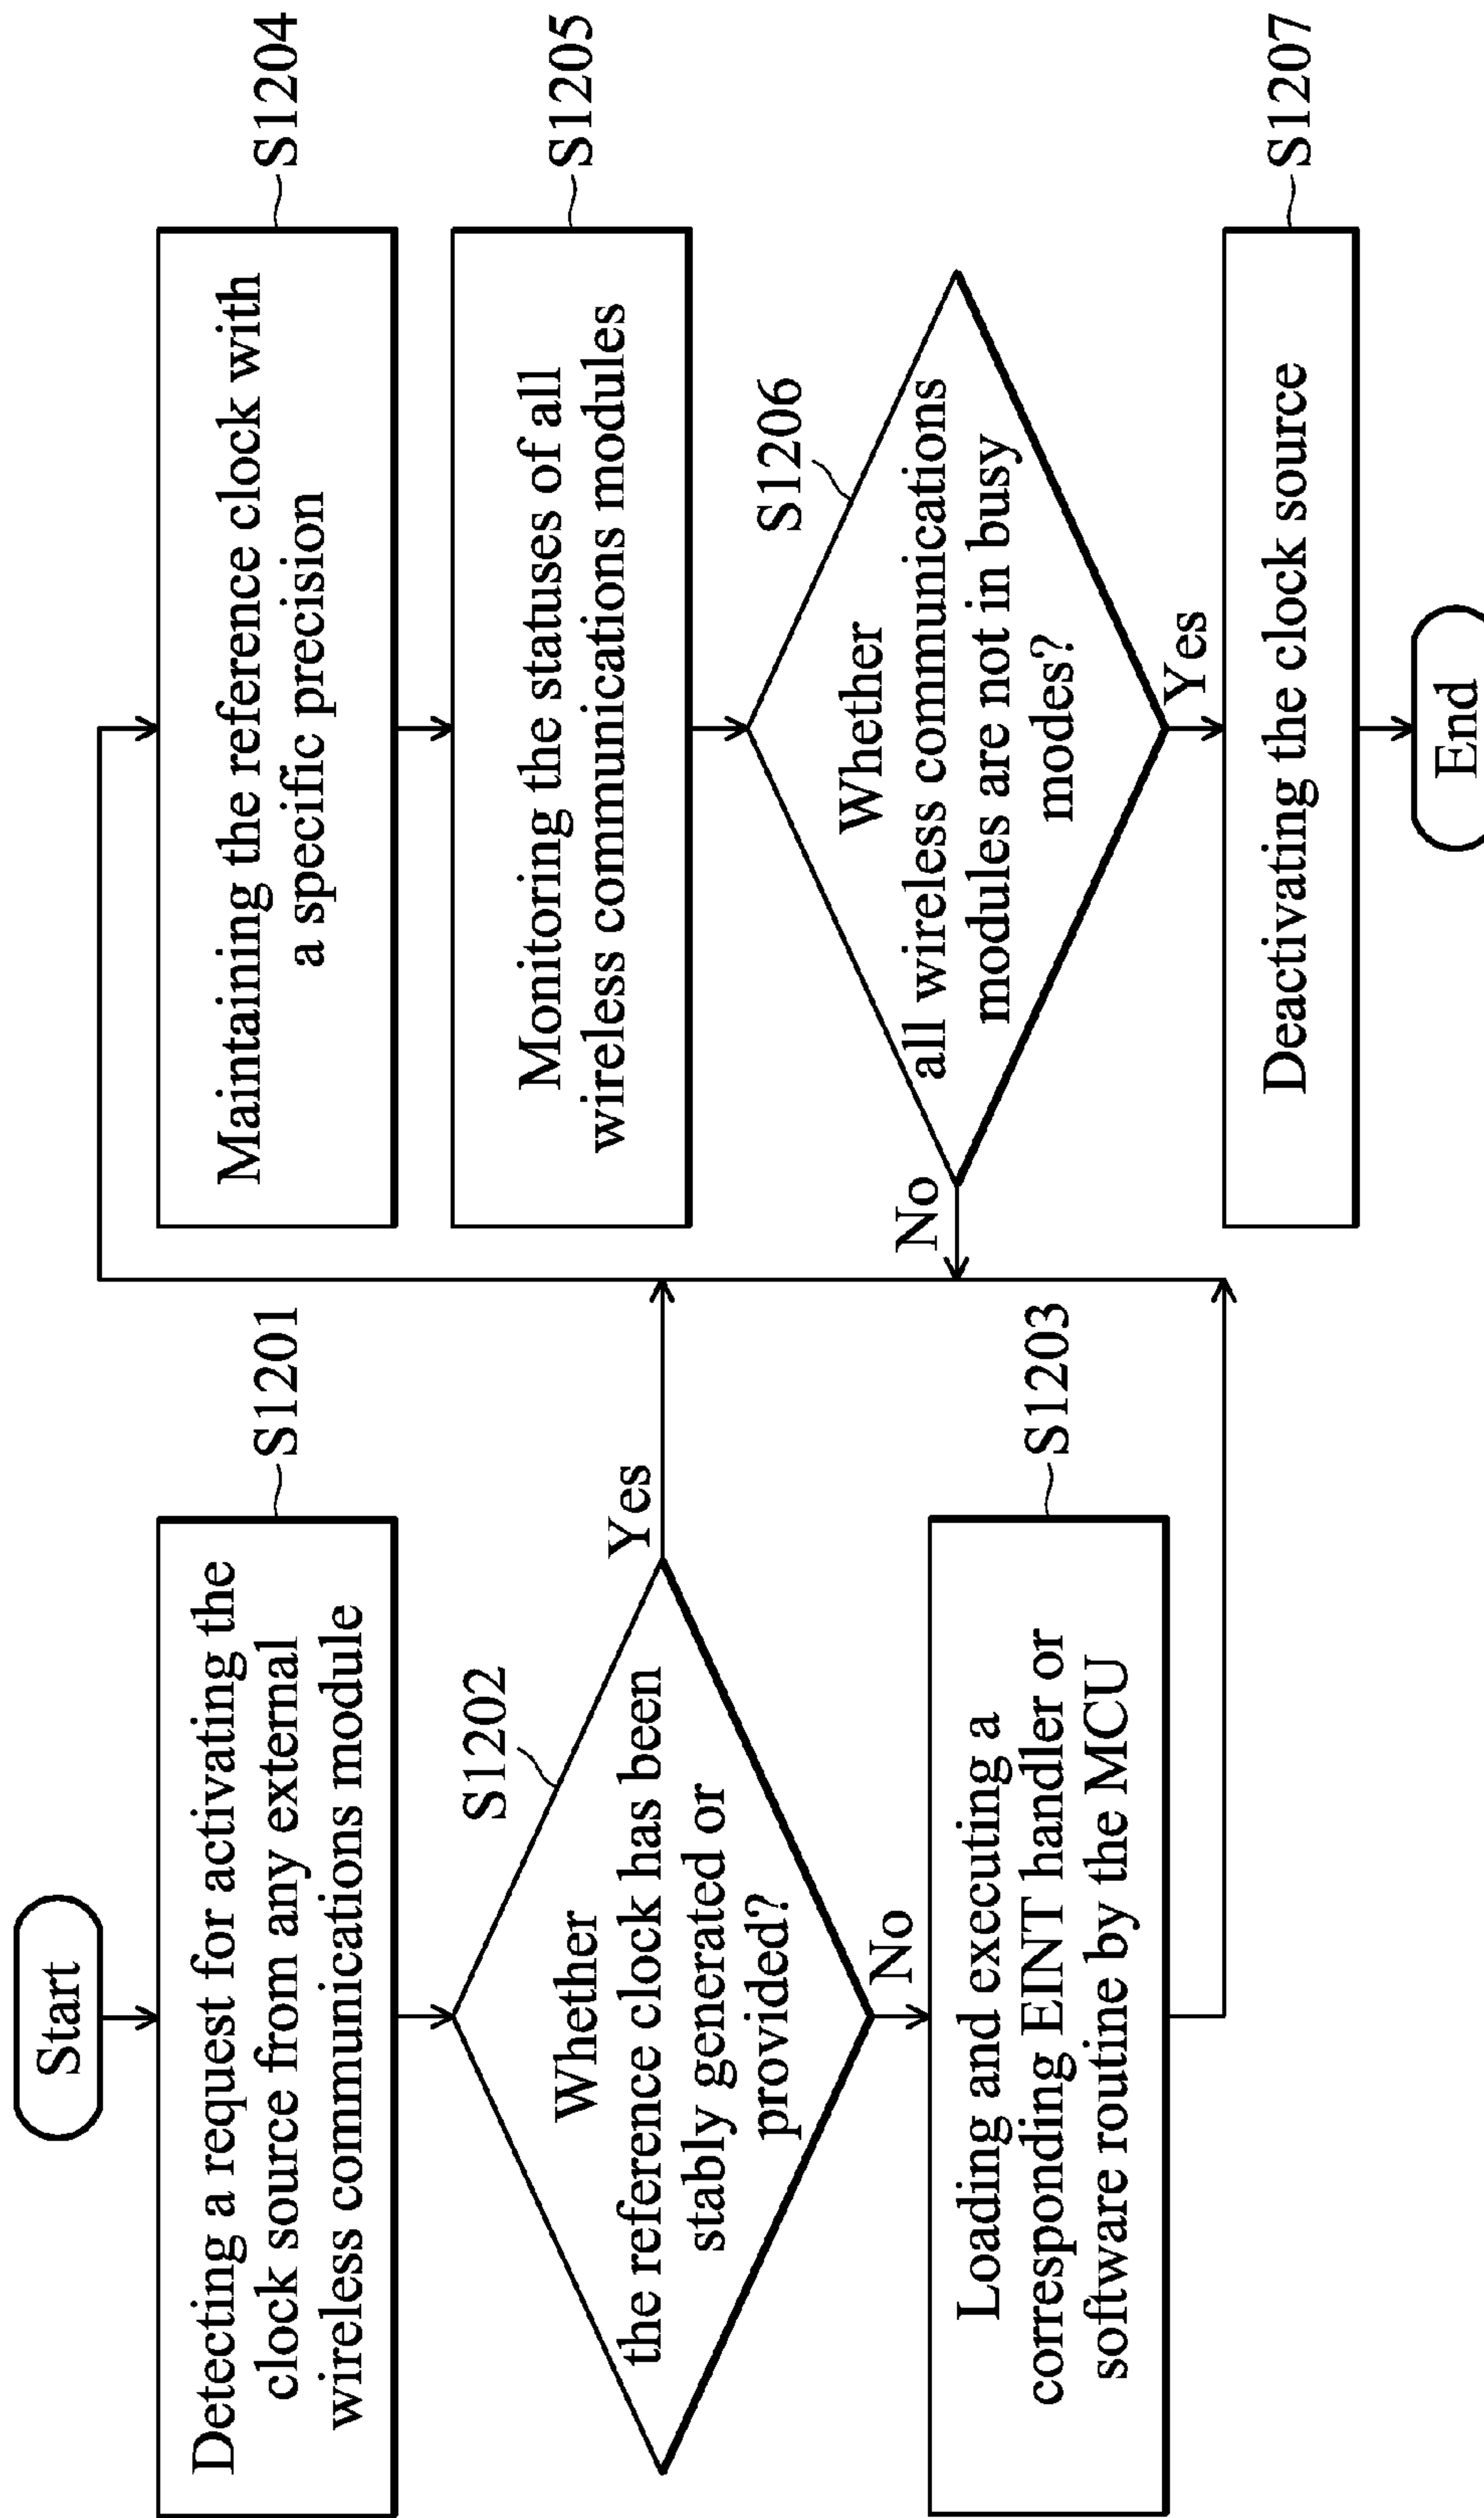 Start
Detecting a request for activating the
clock source from any external
wireless communications module
S1201
Whether
the reference clock has been
stably generated or
provided?
S1202
Yes
No
Loading and executing a
corresponding EINT handler or
software routine by the MCU
S1203
Maintaining the reference clock with
a specific precision
S1204
Monitoring the statuses of all
wireless communications modules
S1205
Whether
all wireless communications
modules are not in busy
modes?
S1206
No
Yes
Deactivating the clock source
S1207
End